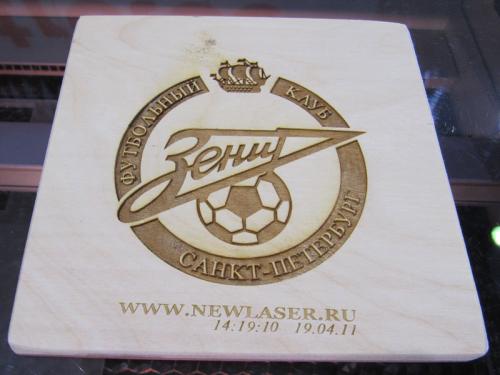 ФУТБОЛЬНЫЙ КЛУБ
Зенит
САНКТ-ПЕТЕРБУРГ
WWW.NEWLASER.RU
14:19:10 19.04.11